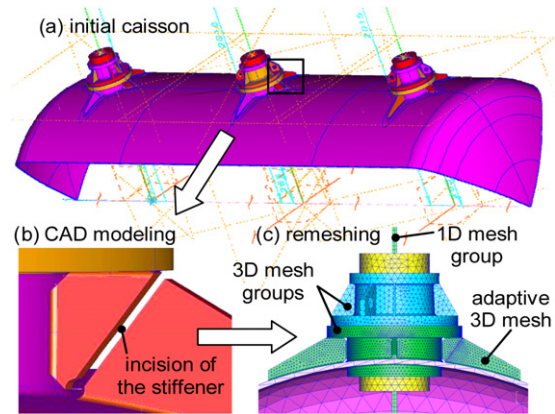 (a) initial caisson
(b) CAD modeling
incision of
the stiffener
(c) remeshing
1D mesh
group
3D mesh
groups
adaptive
3D mesh